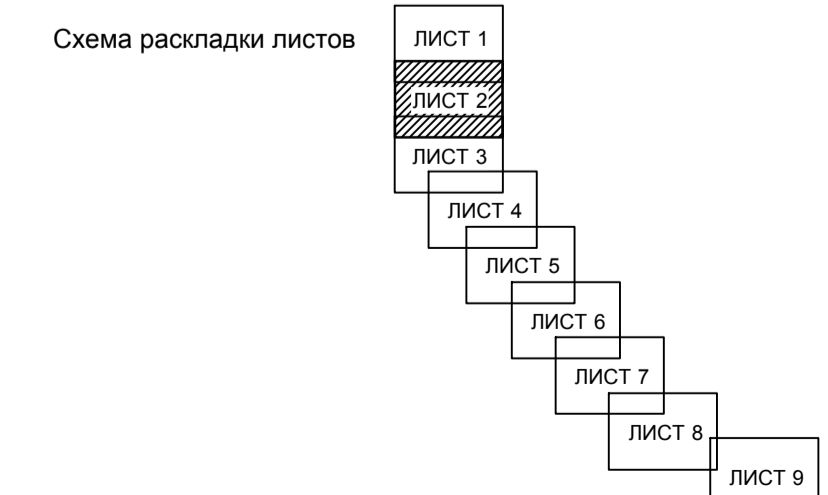 Схема раскладки листов
ЛИСТ 1
ЛИСТ 2
ЛИСТ 3
ЛИСТ 4
ЛИСТ 5
ЛИСТ 6
ЛИСТ 7
ЛИСТ 8
ЛИСТ 9